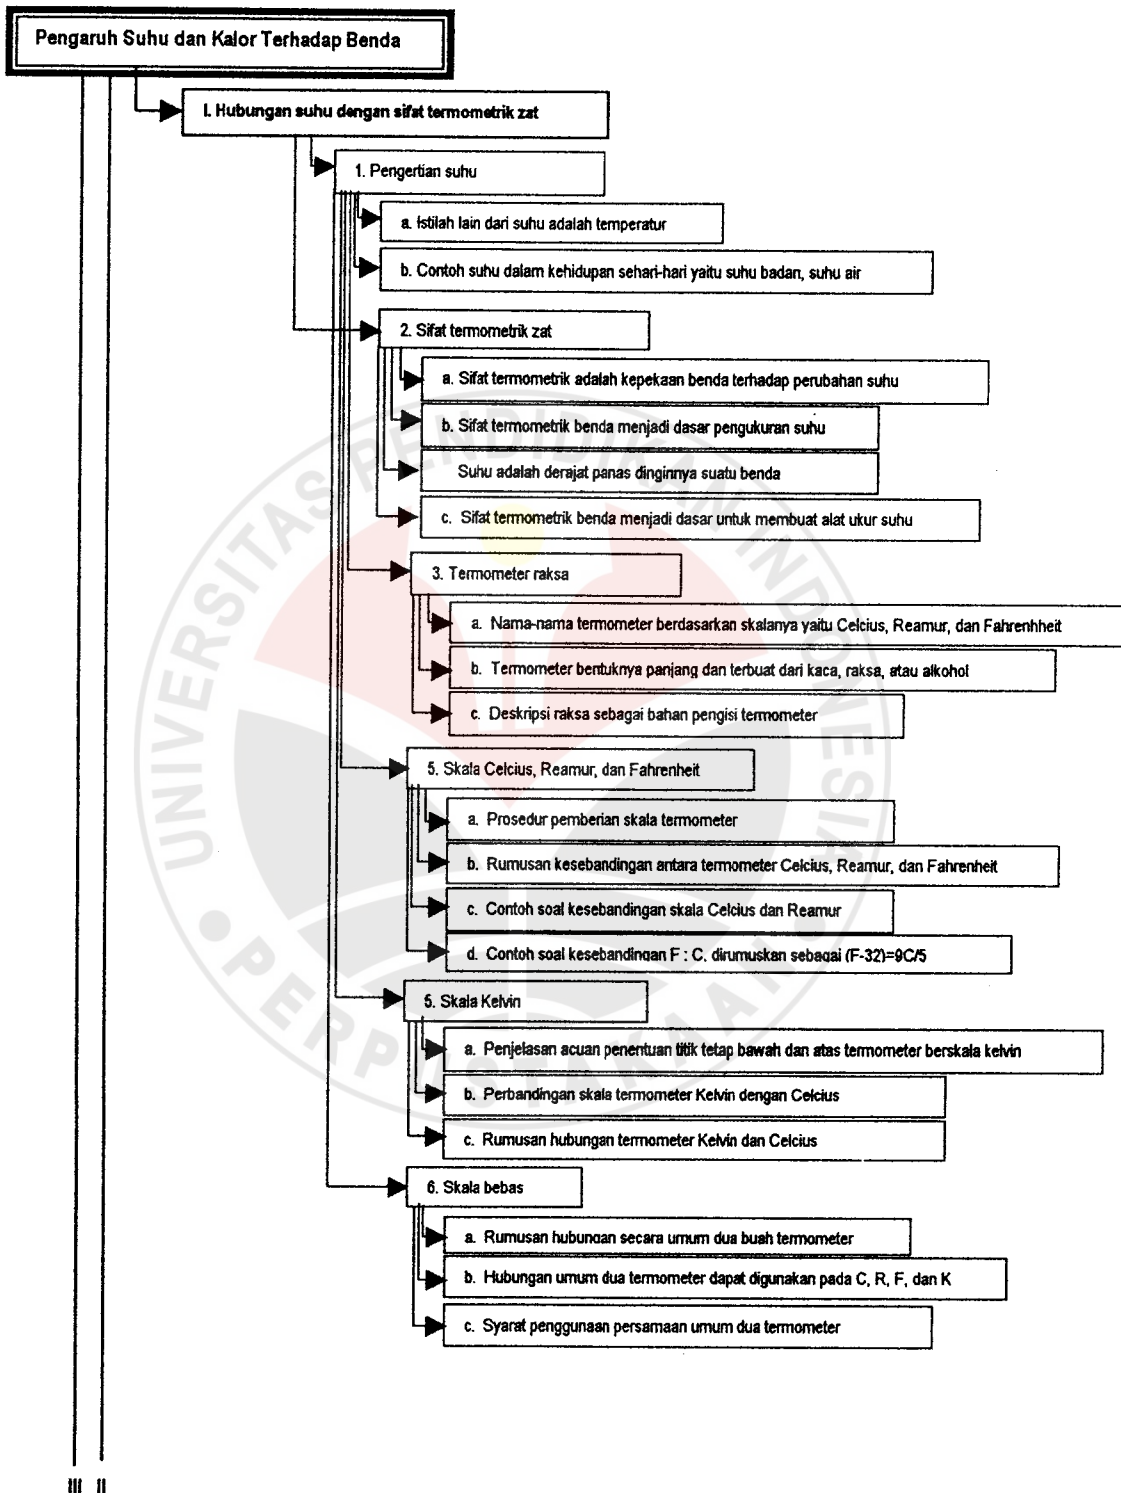 Pengaruh Suhu dan Kalor Terhadap Benda
I. Hubungan suhu dengan sifat termometrik zat
1. Pengertian suhu
a. Istilah lain dari suhu adalah temperatur
b. Contoh suhu dalam kehidupan sehari-hari yaitu suhu badan, suhu air
2. Sifat termometrik zat
a. Sifat termometrik adalah kepekaan benda terhadap perubahan suhu
b. Sifat termometrik benda menjadi dasar pengukuran suhu
Suhu adalah derajat panas dinginnya suatu benda
c. Sifat termometrik benda menjadi dasar untuk membuat alat ukur suhu
3. Termometer raksa
a. Nama-nama termometer berdasarkan skalanya yaitu Celcius, Reamur, dan Fahrenhheit
b. Termometer bentuknya panjang dan terbuat dari kaca, raksa, atau alkohol
c. Deskripsi raksa sebagai bahan pengisi termometer
5. Skala Celcius, Reamur, dan Fahrenheit
a. Prosedur pemberian skala termometer
b. Rumusan kesebandingan antara termometer Celcius, Reamur, dan Fahrenheit
c. Contoh soal kesebandingan skala Celcius dan Reamur
d. Contoh soal kesebandingan F : C, dirumuskan sebagai (F-32)=9C/5
5. Skala Kelvin
a. Penjelasan acuan penentuan titik tetap bawah dan atas termometer berskala kelvin
b. Perbandingan skala termometer Kelvin dengan Celcius
c. Rumusan hubungan termometer Kelvin dan Celcius
6. Skala bebas
a. Rumusan hubungan secara umum dua buah termometer
b. Hubungan umum dua termometer dapat digunakan pada C, R, F, dan K
c. Syarat penggunaan persamaan umum dua termometer
III II
UNIVERSITAS PENDIDIKAN INDONESIA
PERPUSTAKAAN